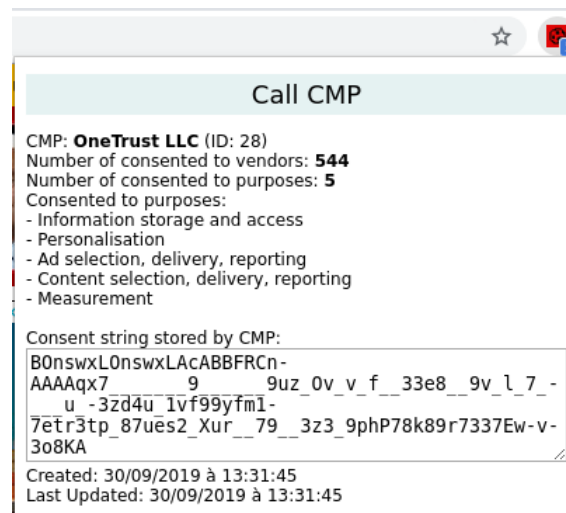 Call CMP
CMP: OneTrust LLC (ID: 28)
Number of consented to vendors: 544
Number of consented to purposes: 5
Consented to purposes:
- Information storage and access
- Personalisation
- Ad selection, delivery, reporting
- Content selection, delivery, reporting
- Measurement
Consent string stored by CMP:
BOnswxLOnswxLAcABBFRCn-
AAAAqx7_______9______9uz_Ov_v_f__33e8__9v_l_7_-
___u_-3zd4u_1vf99yfm1-
7etr3tp_87ues2_Xur__79__3z3_9phP78k89r7337Ew-v-
3o8KA
Created: 30/09/2019 à 13:31:45
Last Updated: 30/09/2019 à 13:31:45